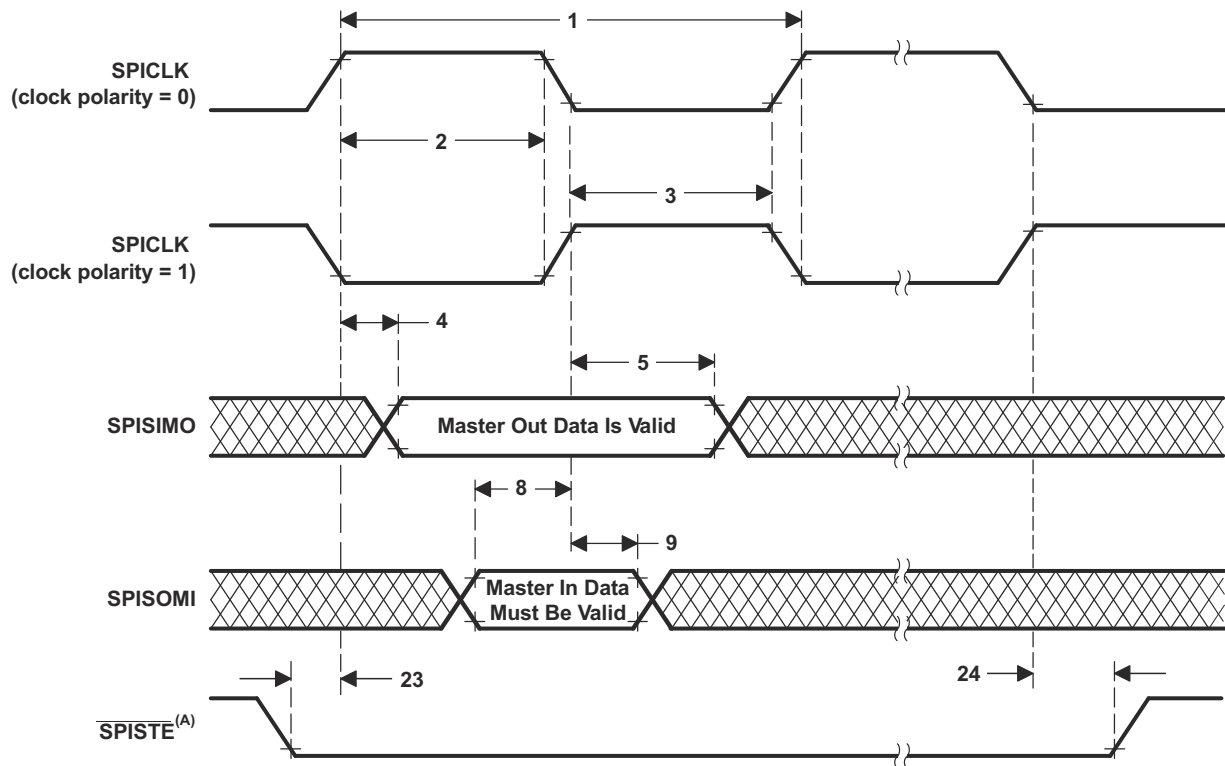 1
SPICLK
(clock polarity = 0)
2
3
SPICLK
(clock polarity = 1)
4
5
SPISIMO
Master Out Data Is Valid
8
9
SPISOMI
Master In Data
Must Be Valid
23
24
SPISTE(A)